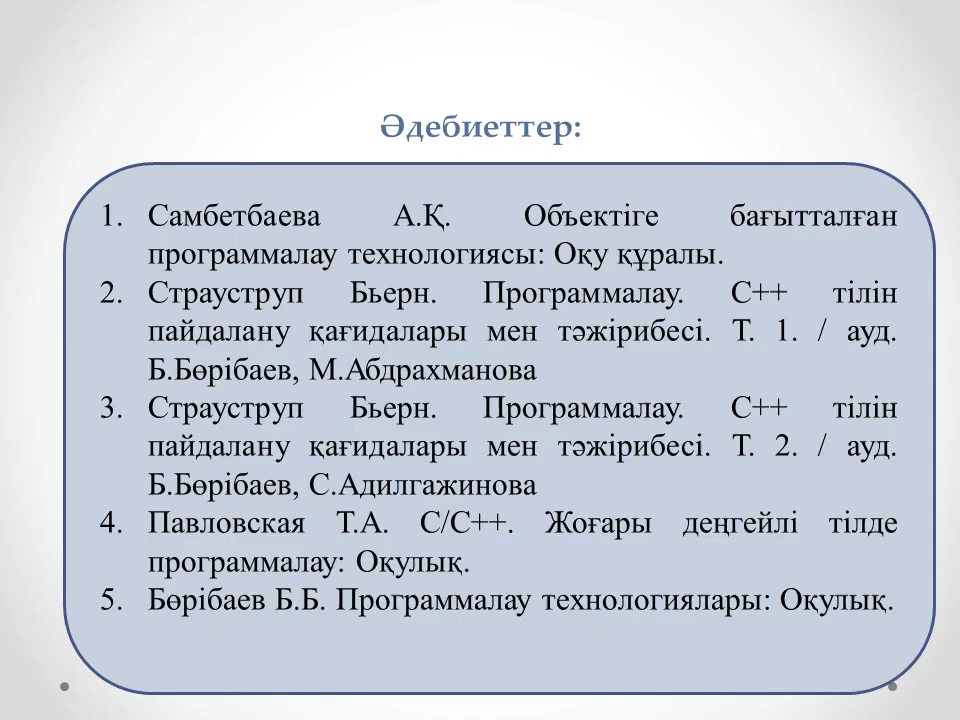 Әдебиеттер:
1. Самбетбаева А.Қ. Объектіге бағытталған
программалау технологиясы: Оқу құралы.
2. Страуструп Бьерн. Программалау. С++ тілін
пайдалану қағидалары мен тәжірибесі. Т. 1. / ауд.
Б.Бөрібаев, М.Абдрахманова
3. Страуструп Бьерн. Программалау. С++ тілін
пайдалану қағидалары мен тәжірибесі. Т. 2. / ауд.
Б.Бөрібаев, С.Адилгажинова
4. Павловская Т.А. С/С++. Жоғары деңгейлі тілде
программалау: Оқулық.
5. Бөрібаев Б.Б. Программалау технологиялары: Оқулық.